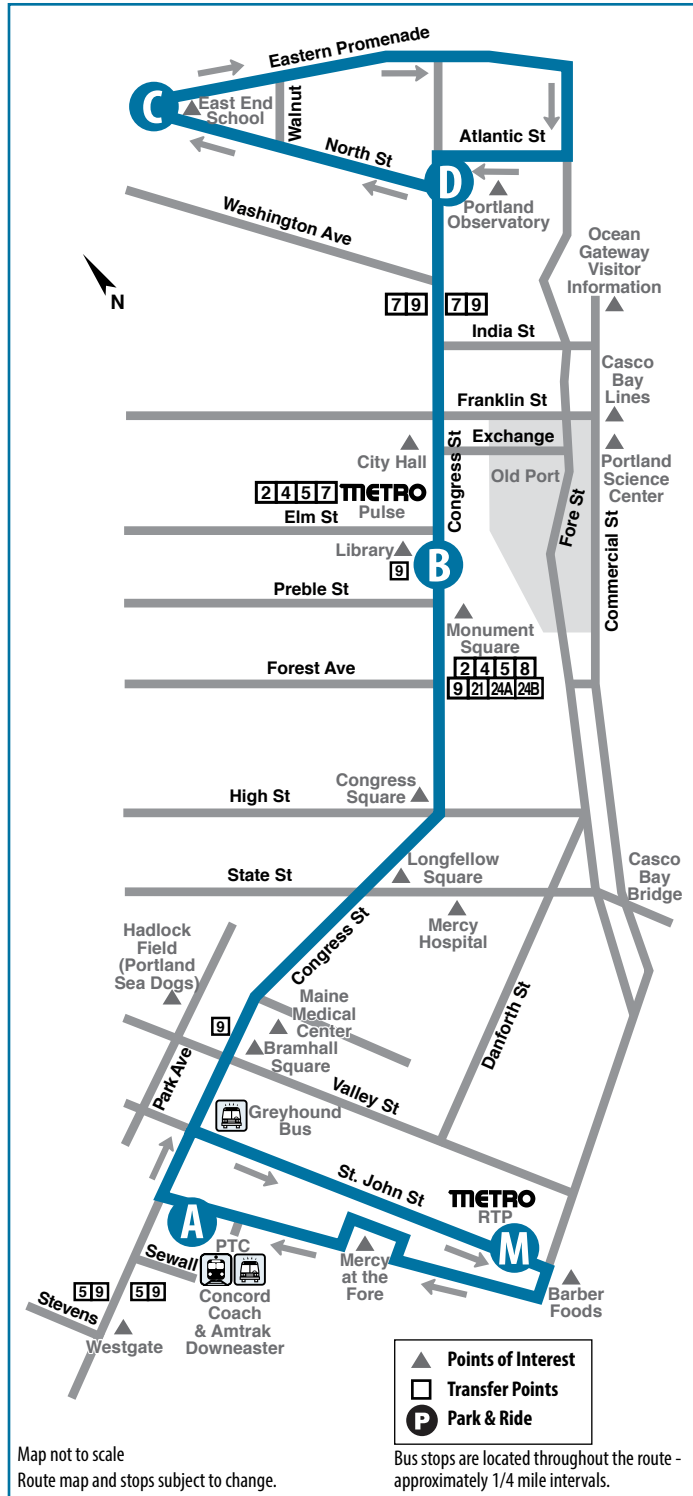 Eastern Promenade
C
East End
School
Walnut
North St
Atlantic St
D
Portland
Observatory
Washington Ave
Ocean
Gateway
Visitor
Information
N
7 9
7 9
India St
Casco
Bay
Lines
Franklin St
Exchange
City Hall
Congress St
Old Port
Portland
Science
Center
Fore St
Commercial St
2 4 5 7 METRO
Pulse
Elm St
Library
B
9
Preble St
Monument
Square
Forest Ave
2 4 5 8
9 21 24A 24B
Congress
Square
High St
Longfellow
Square
State St
Casco
Bay
Bridge
Mercy
Hospital
Congress St
Hadlock
Field
(Portland
Sea Dogs)
Danforth St
Maine
Medical
Center
9
Bramhall
Square
Park Ave
Valley St
Greyhound
Bus
St. John St
METRO
RTP
A
M
PTC
Sewall
Mercy
at the
Fore
Barber
Foods
Concord
Coach
& Amtrak
Downeaster
5 9
5 9
Stevens
Westgate
Points of Interest
Transfer Points
P Park & Ride
Map not to scale
Route map and stops subject to change.
Bus stops are located throughout the route -
approximately 1/4 mile intervals.